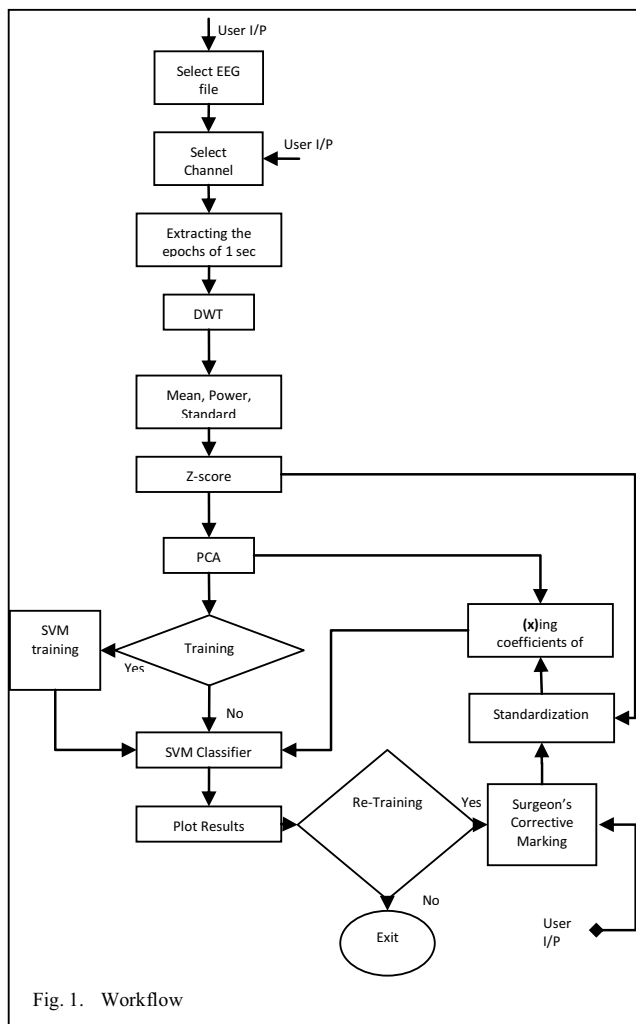 User I/P
Select EEG
file
Select
Channel
User I/P
Extracting the
epochs of 1 sec
DWT
Mean, Power,
Standard
Z-score
PCA
(x)ing
coefficients of
SVM
training
Yes
Training
No
Standardization
SVM Classifier
Re-Training
Yes
Surgeon's
Corrective
Marking
Plot Results
No
Exit
User
I/P
Fig. 1. Workflow